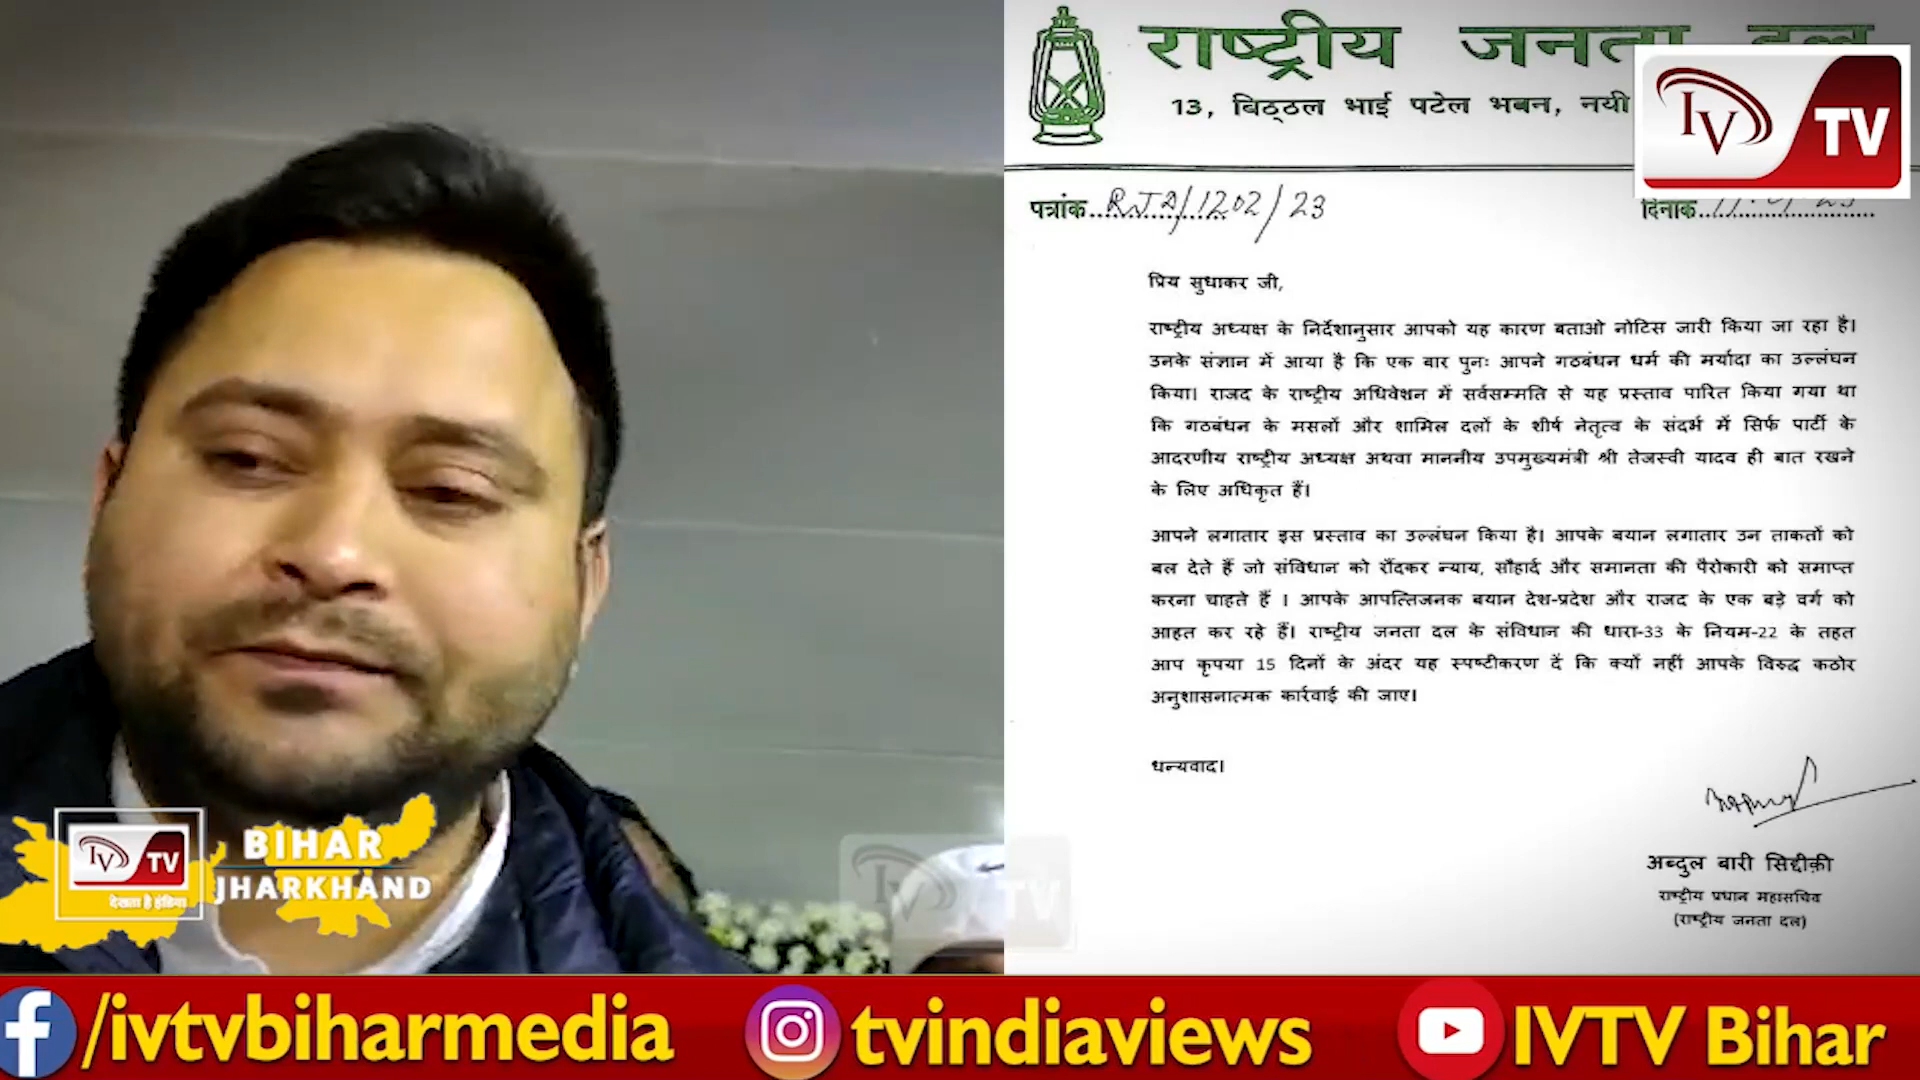 राष्ट्रीय जनता दल
13, बिठ्ठल भाई पटेल भबन, नयी
IV TV
पत्रांक RJD/1202/23
दिनांक
प्रिय सुधाकर जी,
राष्ट्रीय अध्यक्ष के निर्देशानुसार आपको यह कारण बताओ नोटिस जारी किया जा रहा है।
उनके संज्ञान में आया है कि एक बार पुनः आपने गठबंधन धर्म की मर्यादा का उल्लंघन
किया। राजद के राष्ट्रीय अधिवेशन में सर्वसम्मति से यह प्रस्ताव पारित किया गया था
कि गठबंधन के मसलों और शामिल दलों के शीर्ष नेतृत्व के संदर्भ में सिर्फ पार्टी के
आदरणीय राष्ट्रीय अध्यक्ष अथवा माननीय उपमुख्यमंत्री श्री तेजस्वी यादव ही बात रखने
के लिए अधिकृत हैं।
आपने लगातार इस प्रस्ताव का उल्लंघन किया है। आपके बयान लगातार उन ताकतों को
बल देते हैं जो संविधान को रौंदकर न्याय, सौहार्द और समानता की पैरोकारी को समाप्त
करना चाहते हैं । आपके आपत्तिजनक बयान देश-प्रदेश और राजद के एक बड़े वर्ग को
आहत कर रहे हैं। राष्ट्रीय जनता दल के संविधान की धारा-33 के नियम-22 के तहत
आप कृपया 15 दिनों के अंदर यह स्पष्टीकरण दें कि क्यों नहीं आपके विरुद्ध कठोर
अनुशासनात्मक कार्रवाई की जाए।
धन्यवाद।
अब्दुल बारी सिद्दीक़ी
राष्ट्रीय प्रधान महासचिव
(राष्ट्रीय जनता दल)
IV TV
देखता है इंडिया
BIHAR
JHARKHAND
IV TV
/ivtvbiharmedia
tvindiaviews
IVTV Bihar